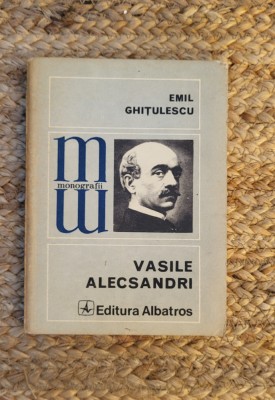 EMIL
GHIȚULESCU
m
monografii
VASILE
ALECSANDRI
Editura Albatros